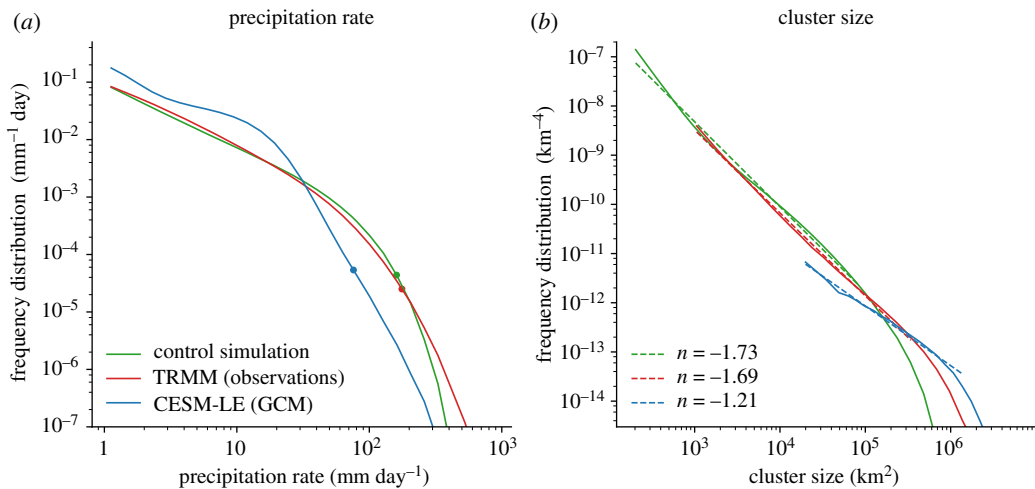 (a) precipitation rate
frequency distribution (mm⁻¹ day)
10⁻¹
10⁻²
10⁻³
10⁻⁴
10⁻⁵
10⁻⁶
10⁻⁷
control simulation
TRMM (observations)
CESM-LE (GCM)
1 10 10² 10³
precipitation rate (mm day⁻¹)
(b) cluster size
frequency distribution (km⁻⁴)
10⁻⁷
10⁻⁸
10⁻⁹
10⁻¹⁰
10⁻¹¹
10⁻¹²
10⁻¹³
10⁻¹⁴
n = –1.73
n = –1.69
n = –1.21
10³ 10⁴ 10⁵ 10⁶
cluster size (km²)